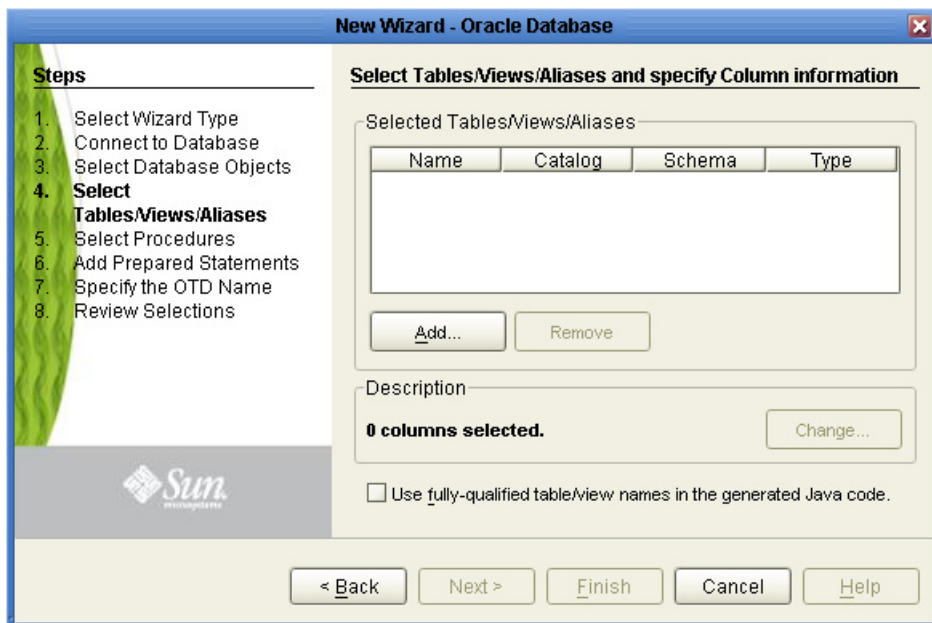 New Wizard - Oracle Database
Steps
1. Select Wizard Type
2. Connect to Database
3. Select Database Objects
4. Select
Tables/Views/Aliases
5. Select Procedures
6. Add Prepared Statements
7. Specify the OTD Name
8. Review Selections
Sun
microsystems
Select Tables/Views/Aliases and specify Column information
Selected Tables/Views/Aliases
Name Catalog Schema Type
Add... Remove
Description
0 columns selected. Change...
Use fully-qualified table/view names in the generated Java code.
< Back Next > Finish Cancel Help